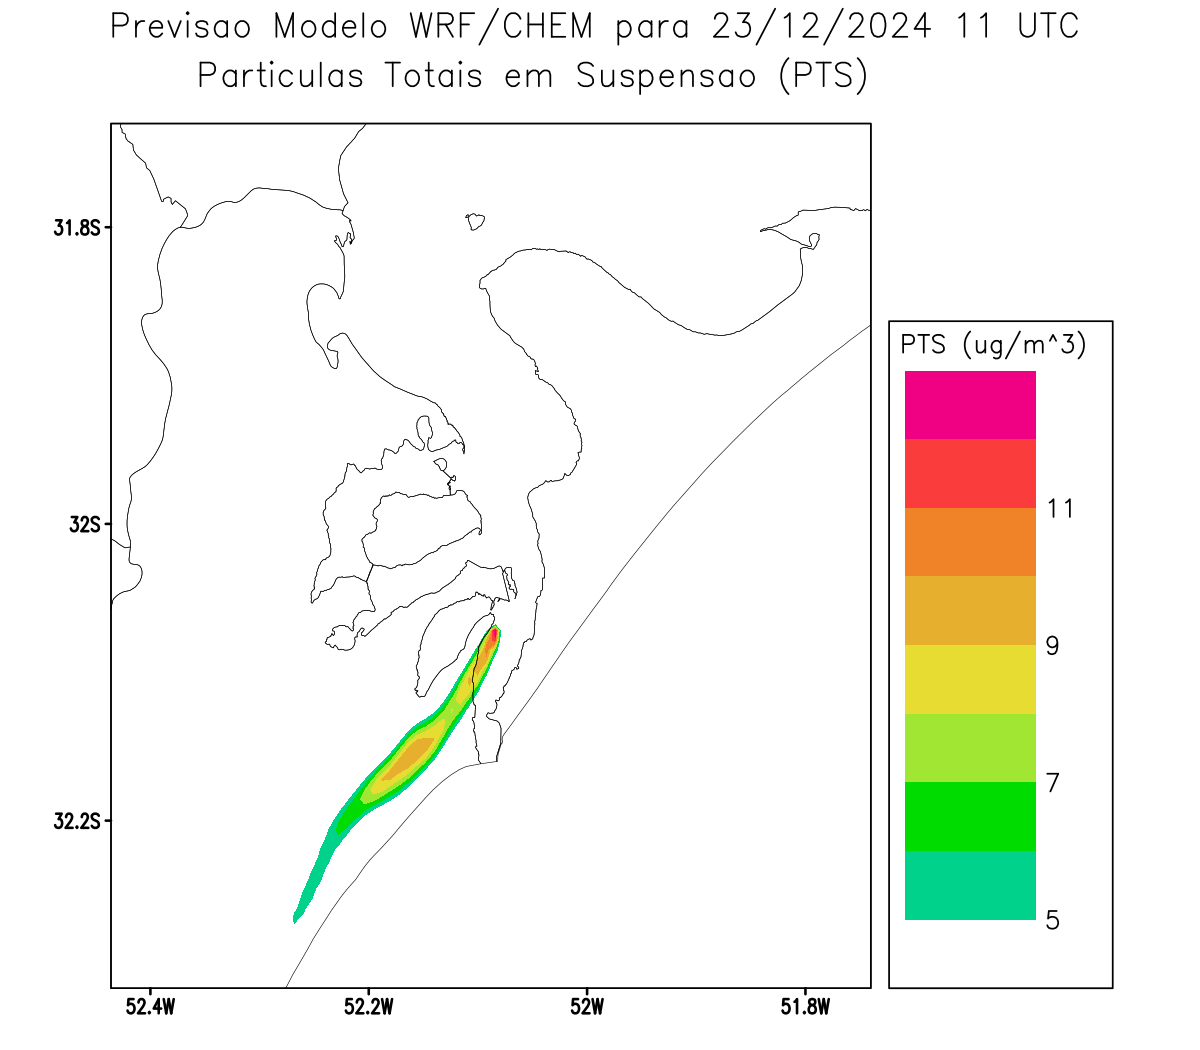 Previsao Modelo WRF/CHEM para 23/12/2024 11 UTC
Particulas Totais em Suspensao (PTS)
31.8S
32S
32.2S
52.4W 52.2W 52W 51.8W
PTS (ug/m^3)
11
9
7
5